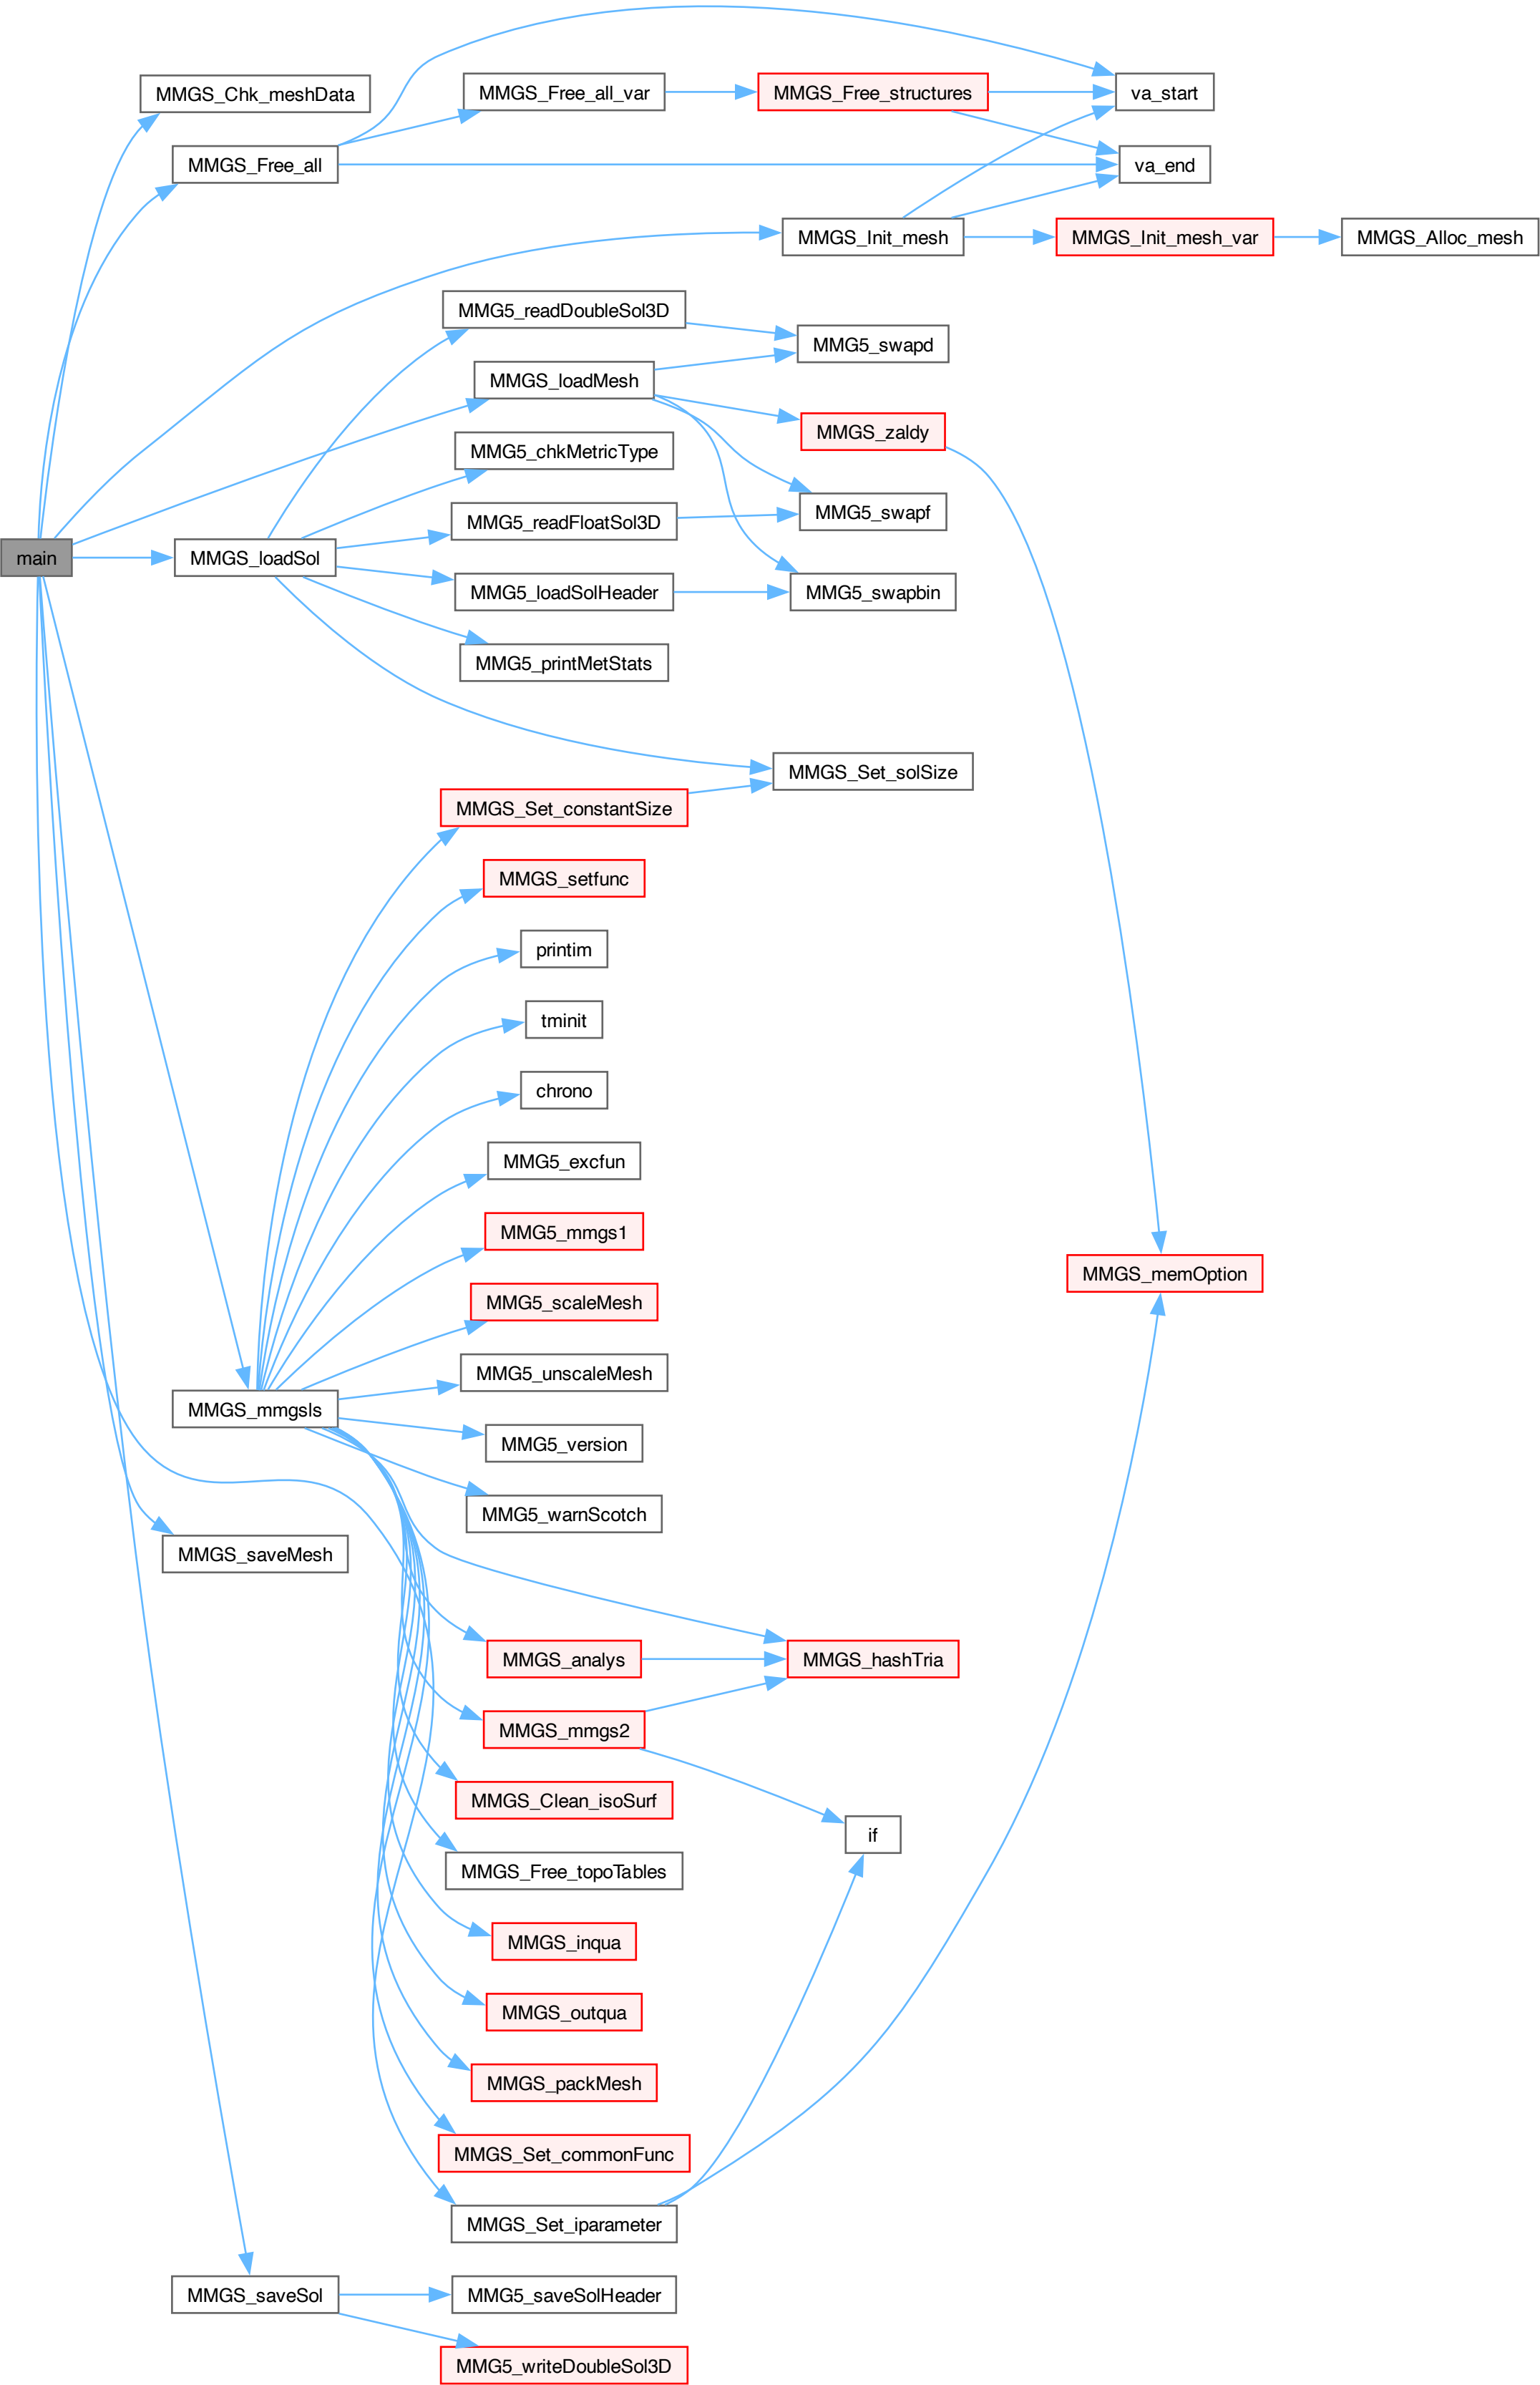 MMGS_Chk_meshData
MMGS_Free_all_var
MMGS_Free_structures
va_start
MMGS_Free_all
va_end
MMGS_Init_mesh
MMGS_Init_mesh_var
MMGS_Alloc_mesh
MMG5_readDoubleSol3D
MMG5_swapd
MMGS_loadMesh
MMGS_zaldy
MMG5_chkMetricType
MMG5_readFloatSol3D
MMG5_swapf
main
MMGS_loadSol
MMG5_loadSolHeader
MMG5_swapbin
MMG5_printMetStats
MMGS_Set_solSize
MMGS_Set_constantSize
MMGS_setfunc
printim
tminit
chrono
MMG5_excfun
MMG5_mmgs1
MMGS_memOption
MMG5_scaleMesh
MMG5_unscaleMesh
MMGS_mmgsls
MMG5_version
MMG5_warnScotch
MMGS_saveMesh
MMGS_analys
MMGS_hashTria
MMGS_mmgs2
MMGS_Clean_isoSurf
if
MMGS_Free_topoTables
MMGS_inqua
MMGS_outqua
MMGS_packMesh
MMGS_Set_commonFunc
MMGS_Set_iparameter
MMGS_saveSol
MMG5_saveSolHeader
MMG5_writeDoubleSol3D